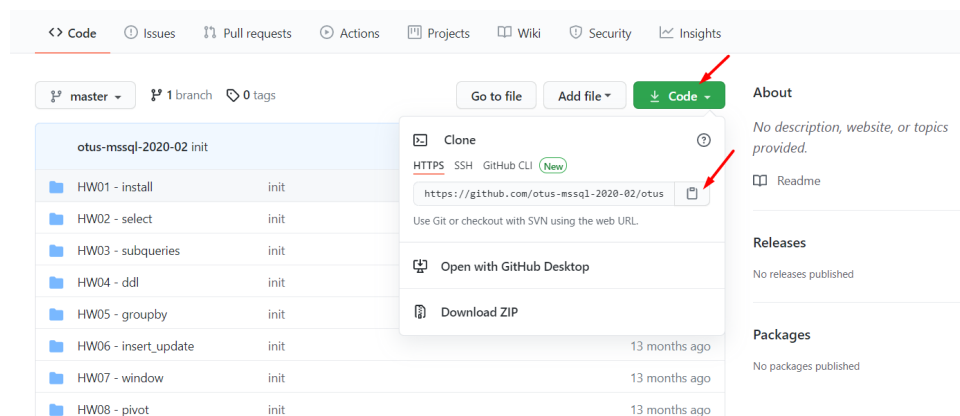 <> Code Issues Pull requests Actions Projects Wiki Security Insights
master 1 branch 0 tags Go to file Add file Code
About
No description, website, or topics
provided.
Readme
Releases
No releases published
Packages
No packages published
otus-mssql-2020-02 init
HW01 - install init
HW02 - select init
HW03 - subqueries init
HW04 - ddl init
HW05 - groupby init
HW06 - insert_update init 13 months ago
HW07 - window init 13 months ago
HW08 - pivot init 13 months ago
Clone
HTTPS SSH GitHub CLI New
https://github.com/otus-mssql-2020-02/otus
Use Git or checkout with SVN using the web URL.
Open with GitHub Desktop
Download ZIP